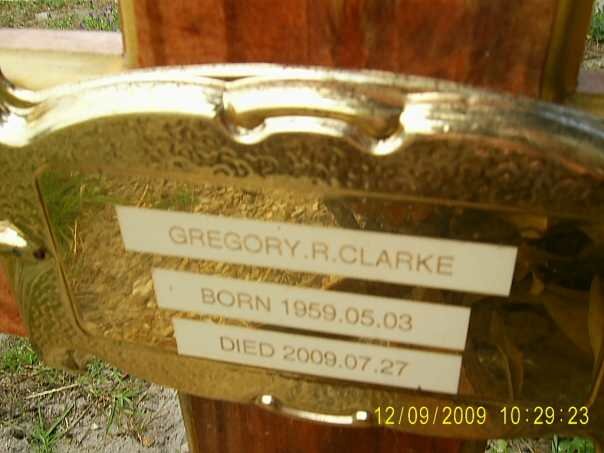 GREGORY.R.CLARKE
BORN 1959.05.03
DIED 2009.07.27
12/09/2009 10:29:23